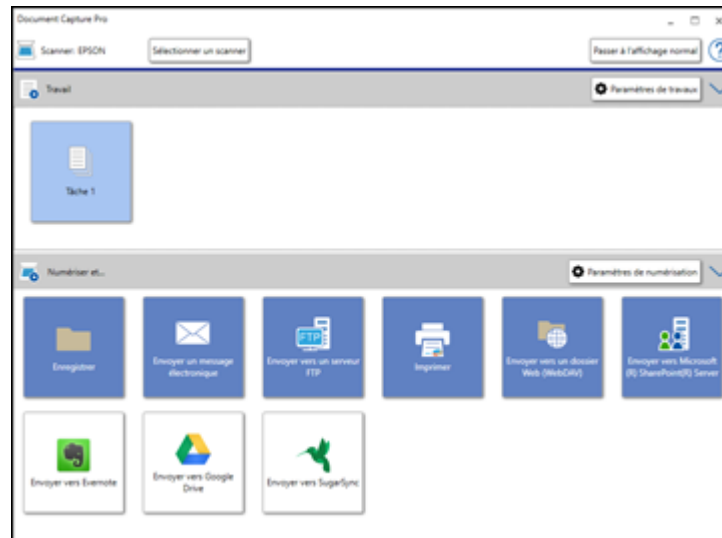 Document Capture Pro
Scanner: EPSON
Sélectionner un scanner
Passer à l'affichage normal
?
Travail
Paramètres de travaux
Tâche 1
Numériser et...
Paramètres de numérisation
Enregistrer
Envoyer un message
électronique
FTP
Envoyer vers un serveur
FTP
Imprimer
Envoyer vers un dossier
Web (WebDAV)
Envoyer vers Microsoft
(R) SharePoint(R) Server
Envoyer vers Evernote
Envoyer vers Google
Drive
Envoyer vers SugarSync